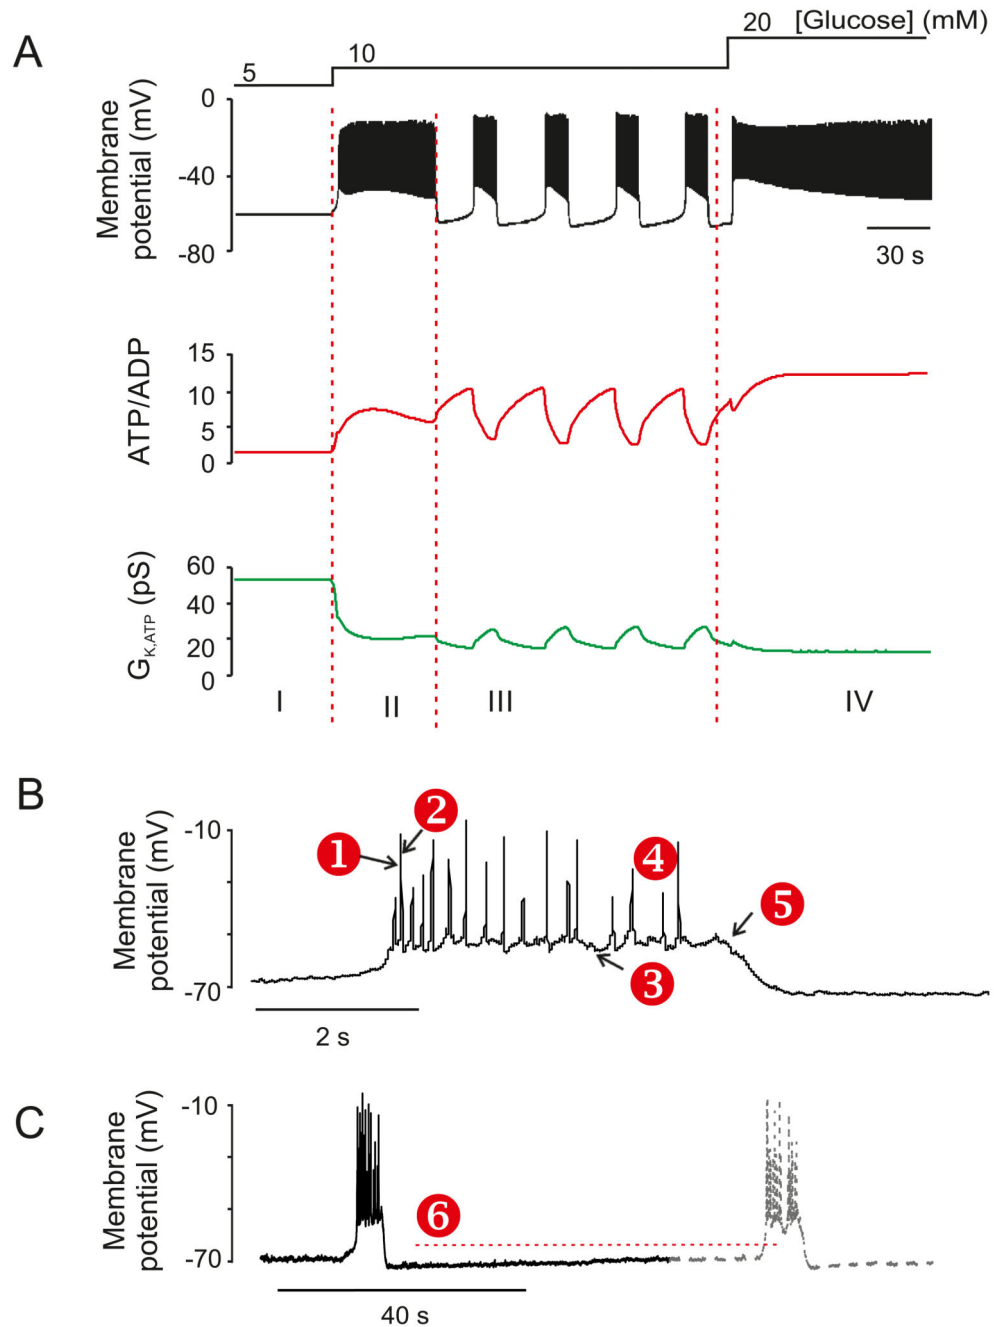 A
5
10
20 [Glucose] (mM)
Membrane
potential (mV)
0
-40
-80
30 s
ATP/ADP
15
10
5
0
G K,ATP (pS)
60
40
20
0
I II III IV
B
Membrane
potential (mV)
-10
-70
1
2
3
4
5
2 s
C
Membrane
potential (mV)
-10
-70
6
40 s